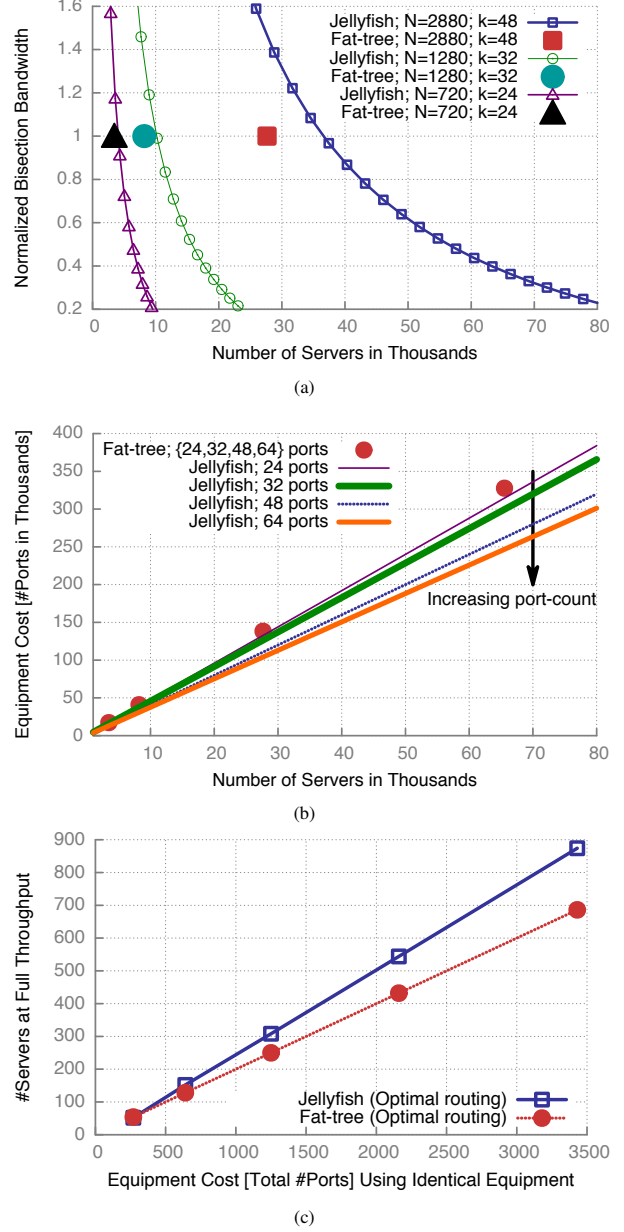 1.6
1.4
1.2
1
0.8
0.6
0.4
0.2
Normalized Bisection Bandwidth
Jellyfish; N=2880; k=48
Fat-tree; N=2880; k=48
Jellyfish; N=1280; k=32
Fat-tree; N=1280; k=32
Jellyfish; N=720; k=24
Fat-tree; N=720; k=24
0 10 20 30 40 50 60 70 80
Number of Servers in Thousands
(a)
400
350
300
250
200
150
100
50
0
Equipment Cost [#Ports in Thousands]
Fat-tree; {24,32,48,64} ports
Jellyfish; 24 ports
Jellyfish; 32 ports
Jellyfish; 48 ports
Jellyfish; 64 ports
Increasing port-count
10 20 30 40 50 60 70 80
Number of Servers in Thousands
(b)
900
800
700
600
500
400
300
200
100
0
#Servers at Full Throughput
Jellyfish (Optimal routing)
Fat-tree (Optimal routing)
0 500 1000 1500 2000 2500 3000 3500
Equipment Cost [Total #Ports] Using Identical Equipment
(c)